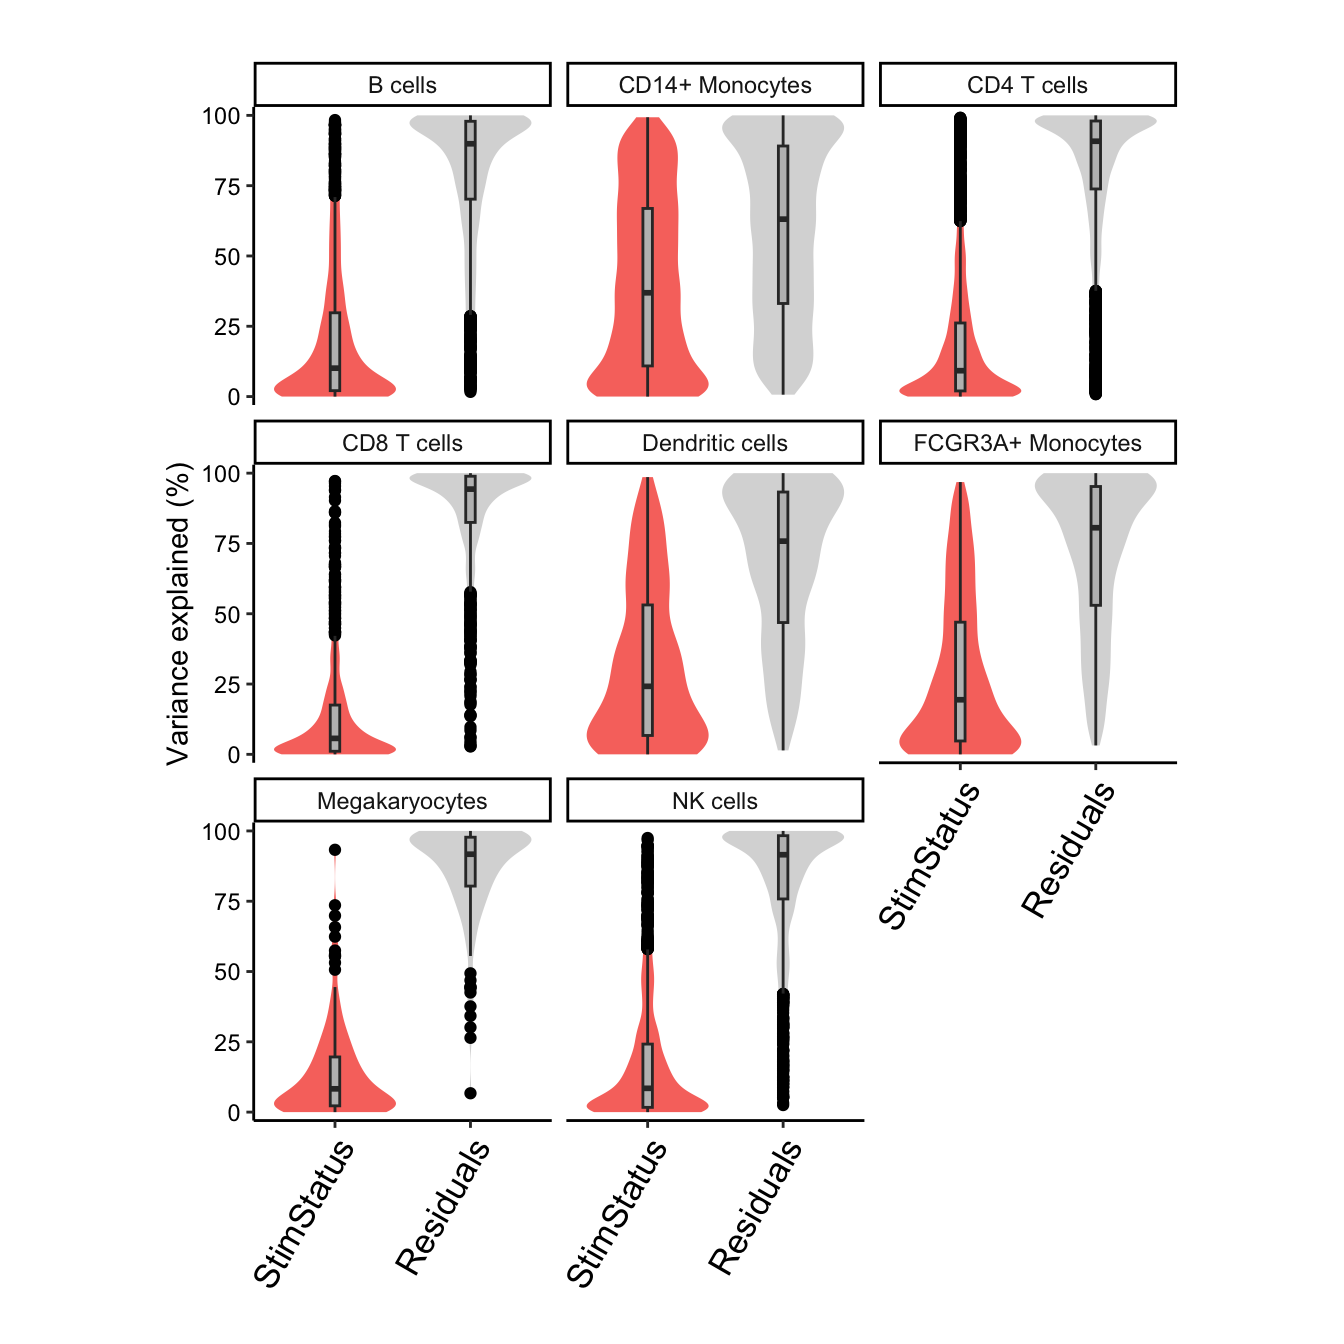 B cells
CD14+ Monocytes
CD4 T cells
100
75
50
25
0
CD8 T cells
Dendritic cells
FCGR3A+ Monocytes
Variance explained (%)
100
75
50
25
0
StimStatus
Residuals
Megakaryocytes
NK cells
100
75
50
25
0
StimStatus
Residuals
StimStatus
Residuals